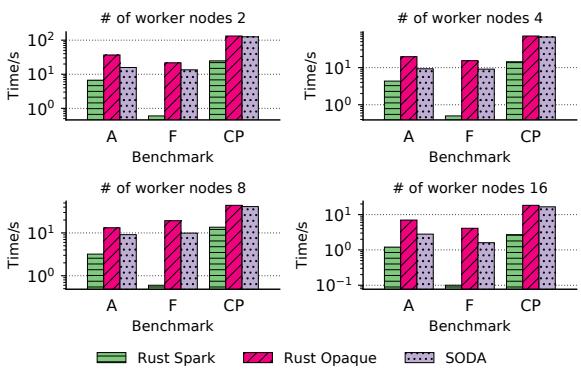 # of worker nodes 2
# of worker nodes 4
10²
10¹
10⁰
Time/s
A F CP
Benchmark
10¹
10⁰
Time/s
A F CP
Benchmark
# of worker nodes 8
# of worker nodes 16
10¹
10⁰
Time/s
A F CP
Benchmark
10¹
10⁰
10⁻¹
Time/s
A F CP
Benchmark
Rust Spark Rust Opaque SODA